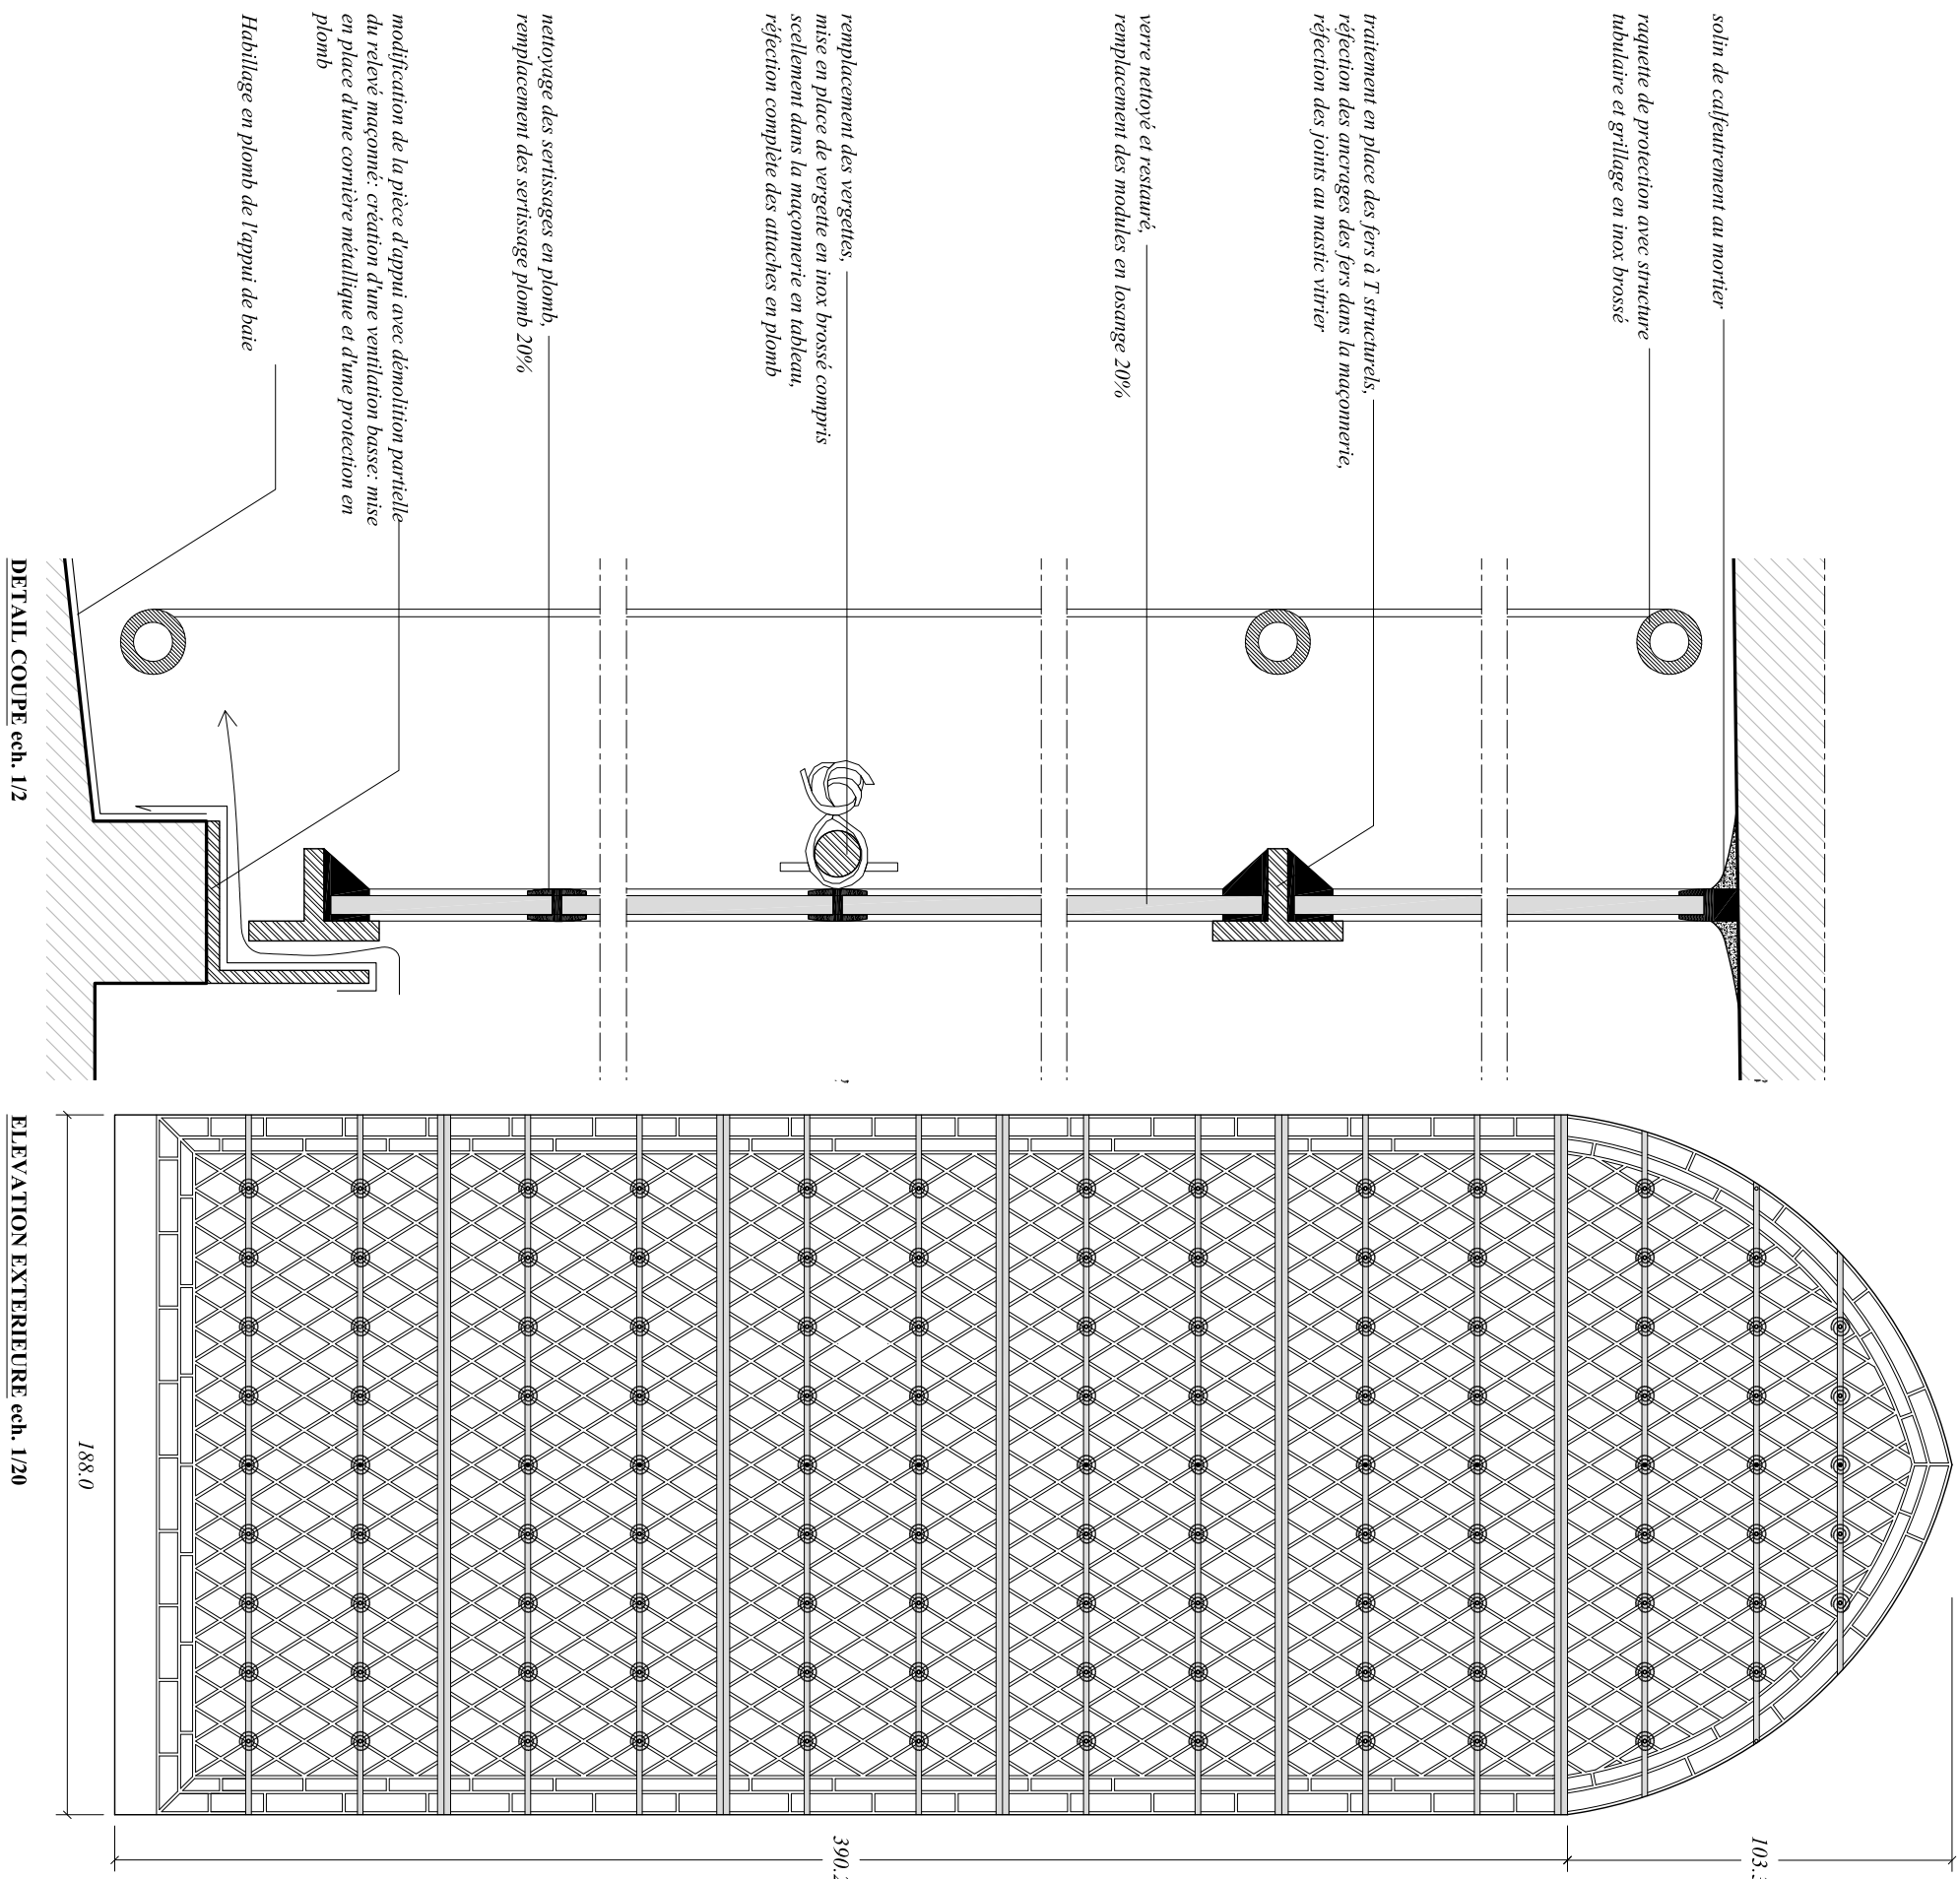 solin de calfeutrement au mortier
raquette de protection avec structure
tubulaire et grillage en inox brossé
traitement en place des fers à T structurels,
réfection des ancrages des fers dans la maçonnerie,
réfection des joints au mastic vitrier
verre nettoyé et restauré,
remplacement des modules en losange 20%
remplacement des vergettes,
mise en place de vergette en inox brossé compris
scellement dans la maçonnerie en tableau,
réfection complète des attaches en plomb
nettoyage des sertissages en plomb,
remplacement des sertissage plomb 20%
modification de la pièce d'appui avec démolition partielle
du relevé maçonné: création d'une ventilation basse: mise
en place d'une cornière métallique et d'une protection en
plomb
Habillage en plomb de l'appui de baie
DETAIL COUPE ech. 1/2
103.
390.
188.0
ELEVATION EXTERIEURE ech. 1/20